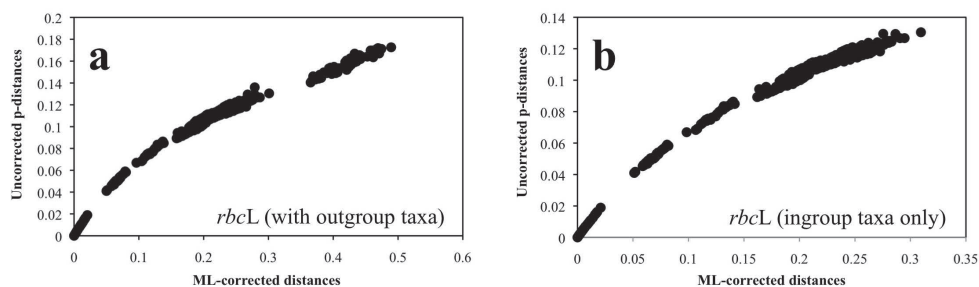 a
Uncorrected p-distances
0.2
0.18
0.16
0.14
0.12
0.1
0.08
0.06
0.04
0.02
0
0 0.1 0.2 0.3 0.4 0.5 0.6
rbcL (with outgroup taxa)
ML-corrected distances
b
Uncorrected p-distances
0.14
0.12
0.1
0.08
0.06
0.04
0.02
0
0 0.05 0.1 0.15 0.2 0.25 0.3 0.35
rbcL (ingroup taxa only)
ML-corrected distances